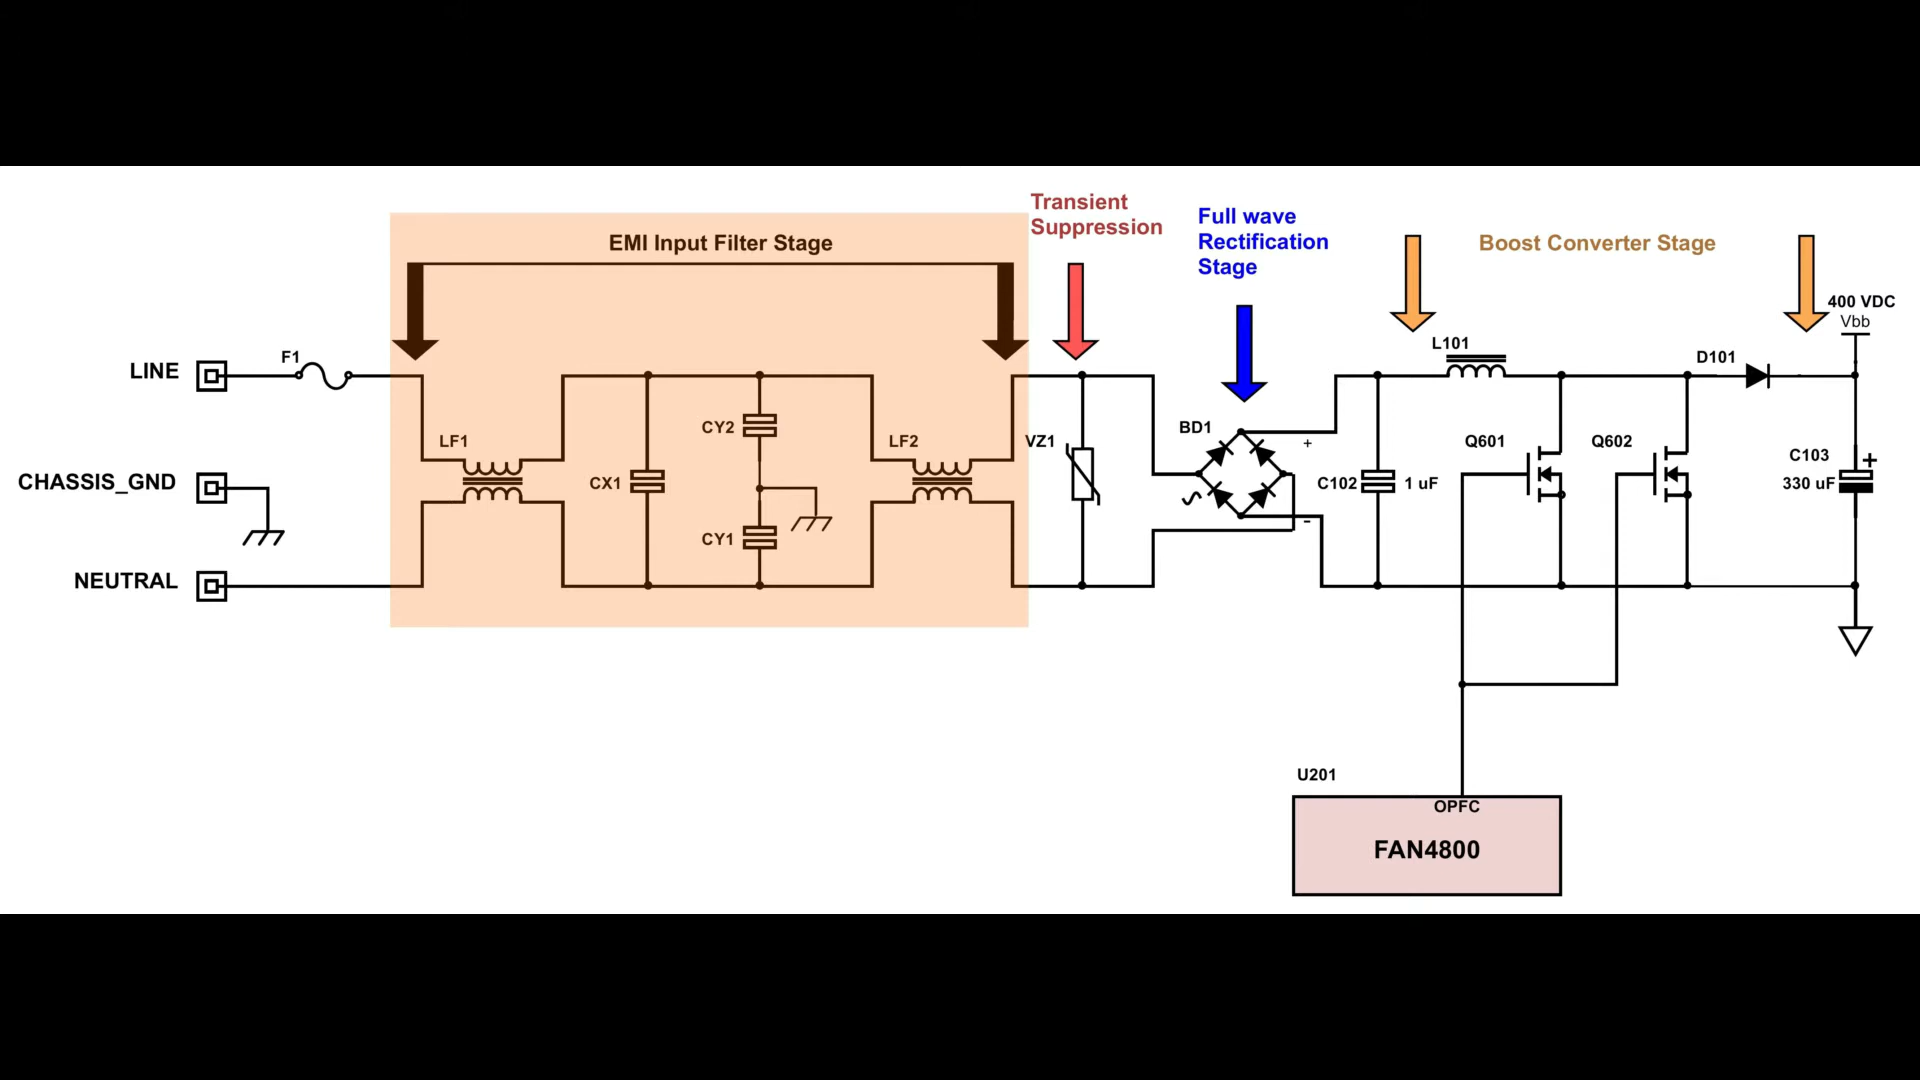 Transient
Suppression
Full wave
Rectification
Stage
EMI Input Filter Stage
Boost Converter Stage
400 VDC
Vbb
L101
D101
F1
LINE
LF1
CY2
LF2
VZ1
BD1
+
Q601
Q602
C103
+
330 uF
CHASSIS_GND
CX1
C102
1 uF
CY1
-
NEUTRAL
U201
OPFC
FAN4800